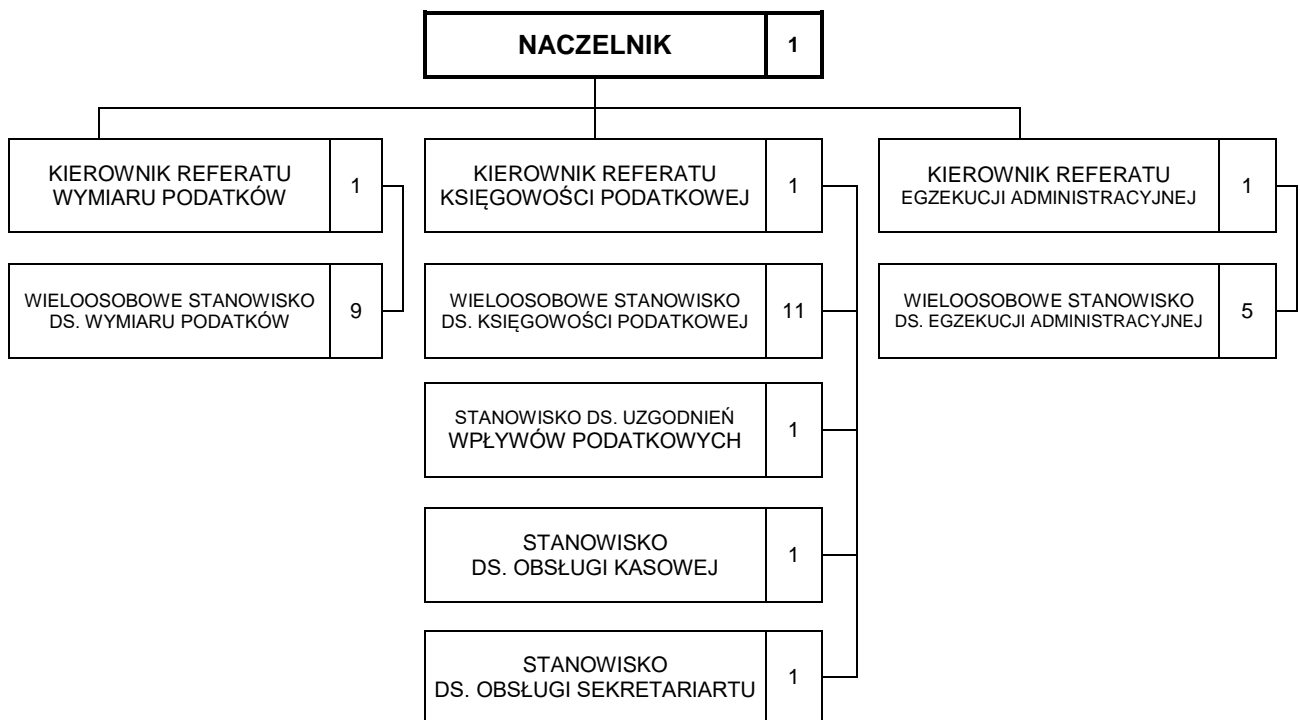 NACZELNIK 1
KIEROWNIK REFERATU
WYMIARU PODATKÓW
1
KIEROWNIK REFERATU
KSIĘGOWOŚCI PODATKOWEJ
1
KIEROWNIK REFERATU
EGZEKUCJI ADMINISTRACYJNEJ
1
WIELOOSOBOWE STANOWISKO
DS. WYMIARU PODATKÓW
9
WIELOOSOBOWE STANOWISKO
DS. KSIĘGOWOŚCI PODATKOWEJ
11
WIELOOSOBOWE STANOWISKO
DS. EGZEKUCJI ADMINISTRACYJNEJ
5
STANOWISKO DS. UZGODNIEŃ
WPŁYWÓW PODATKOWYCH
1
STANOWISKO
DS. OBSŁUGI KASOWEJ
1
STANOWISKO
DS. OBSŁUGI SEKRETARIARTU
1